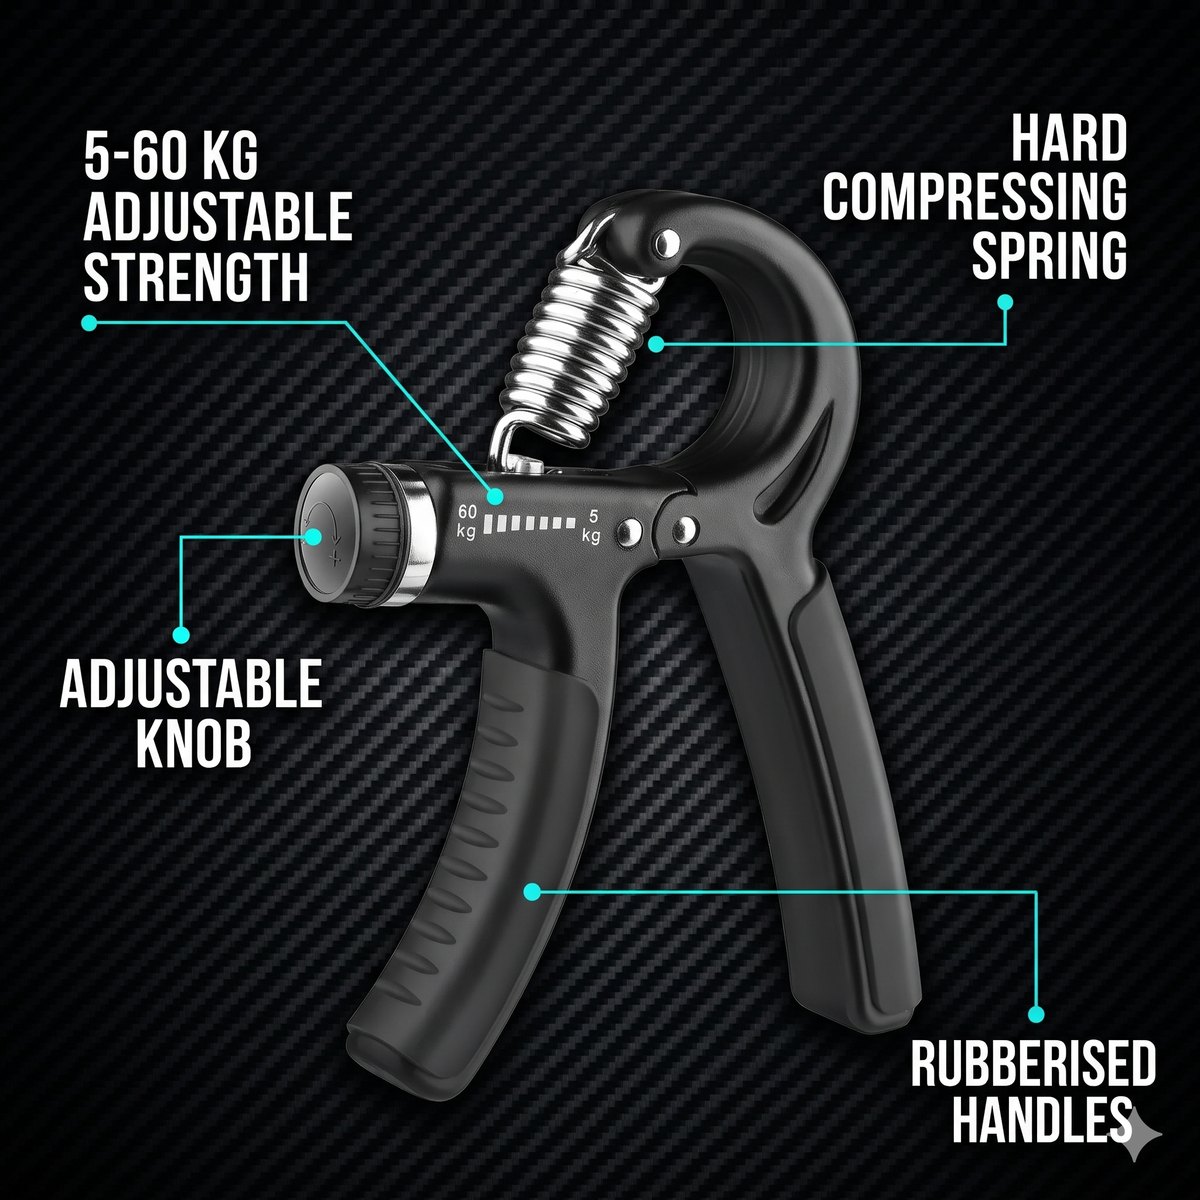 5-60 KG
ADJUSTABLE
STRENGTH
HARD
COMPRESSING
SPRING
60
kg
5
kg
ADJUSTABLE
KNOB
RUBBERISED
HANDLES